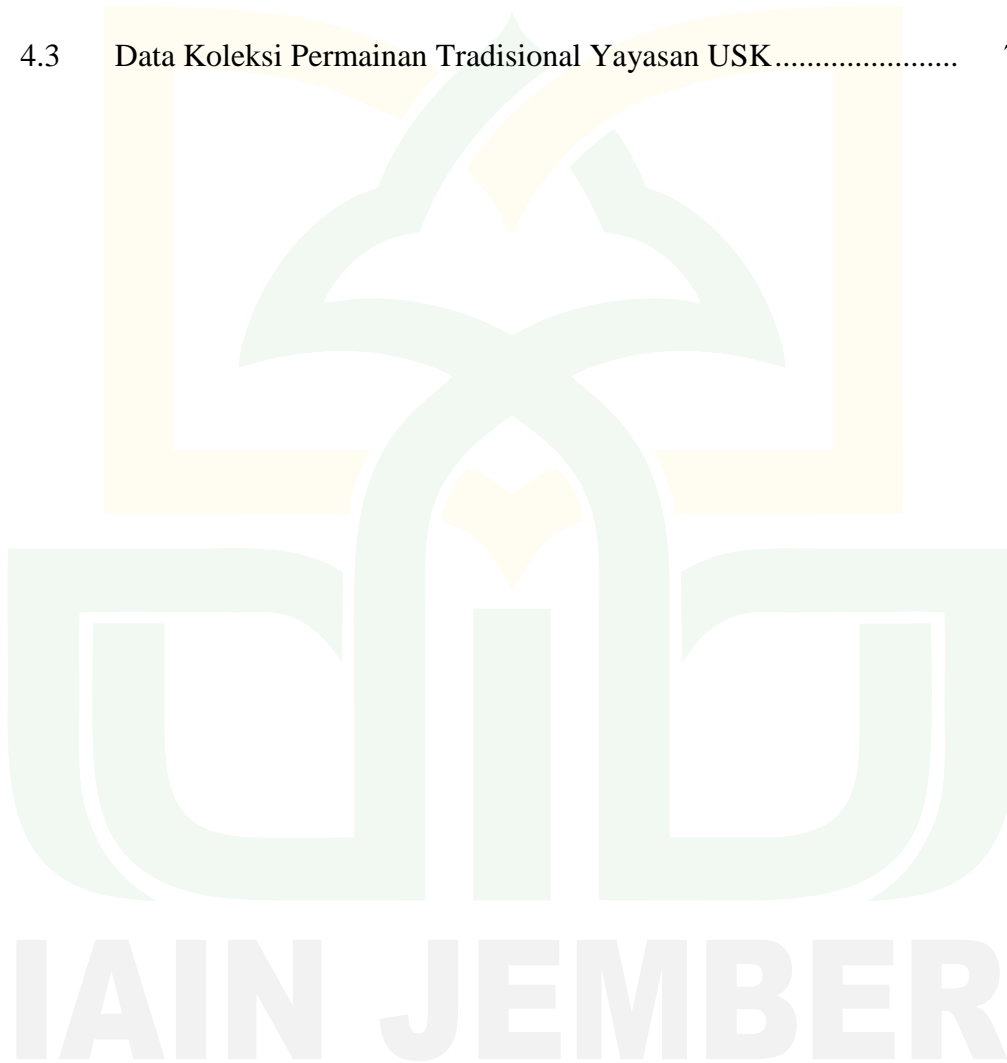 4.3 Data Koleksi Permainan Tradisional Yayasan USK.......................
IAIN JEMBER